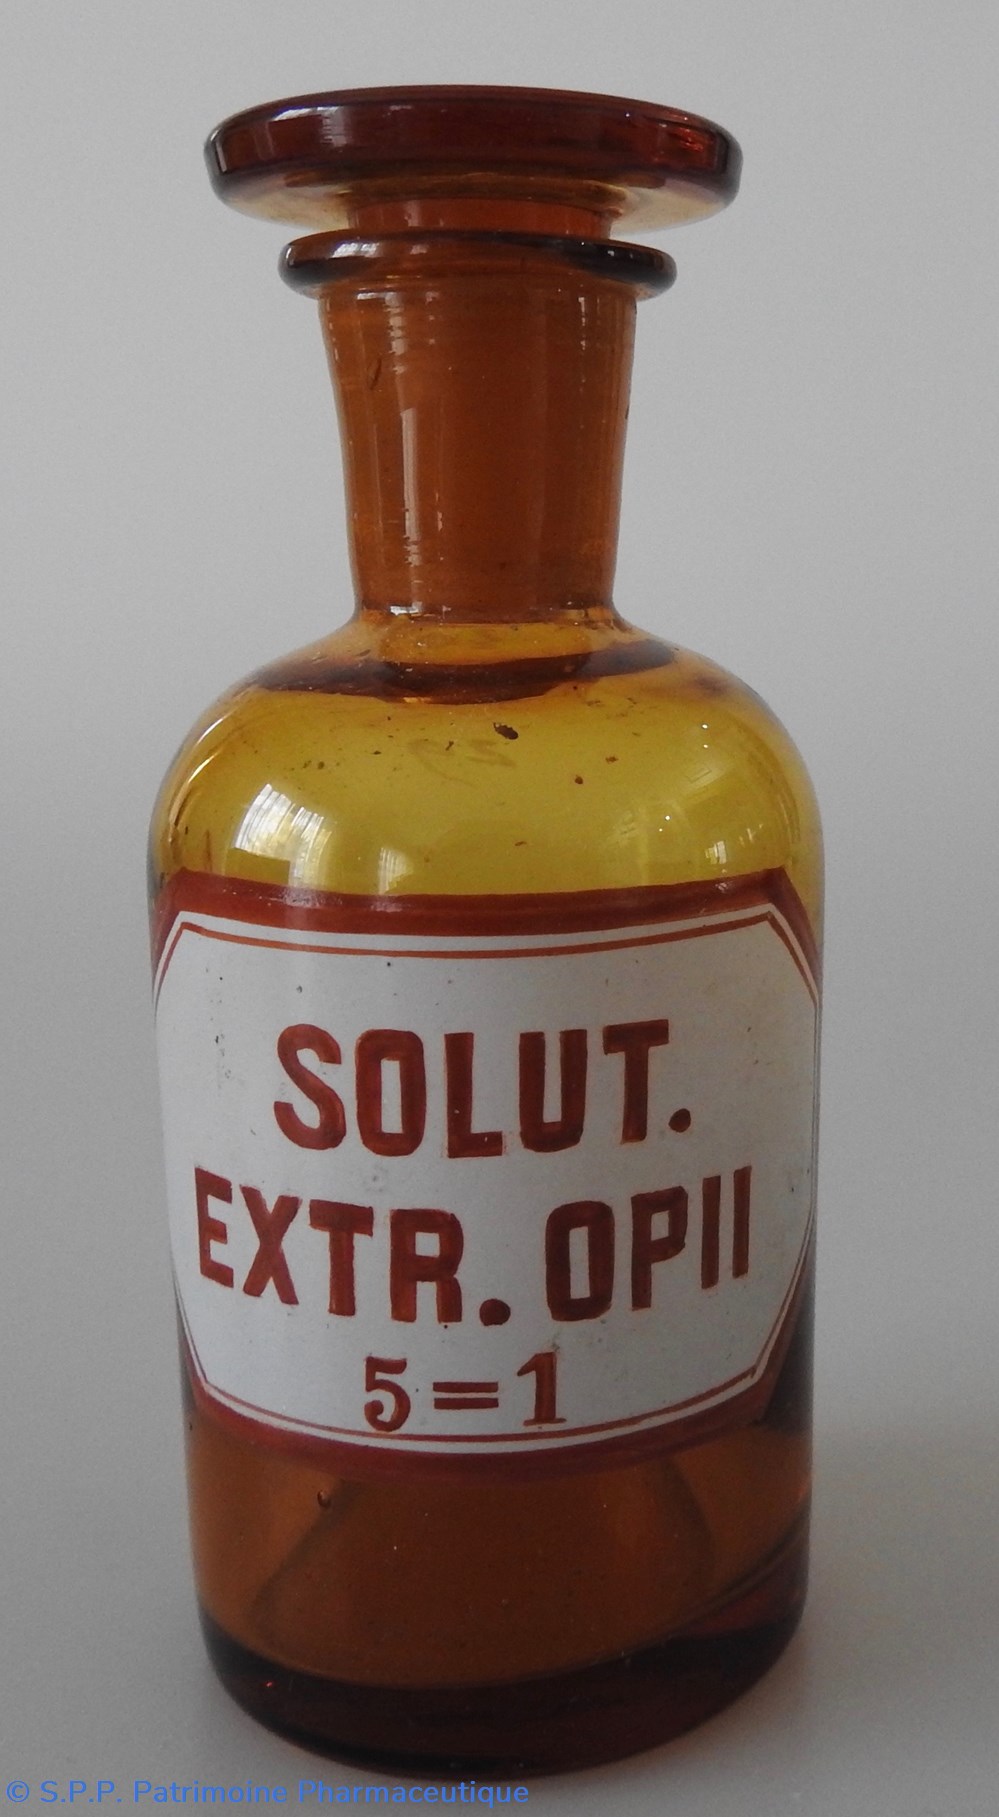 SOLUT.
EXTR. OPII
5=1
© S.P.P. Patrimoine Pharmaceutique